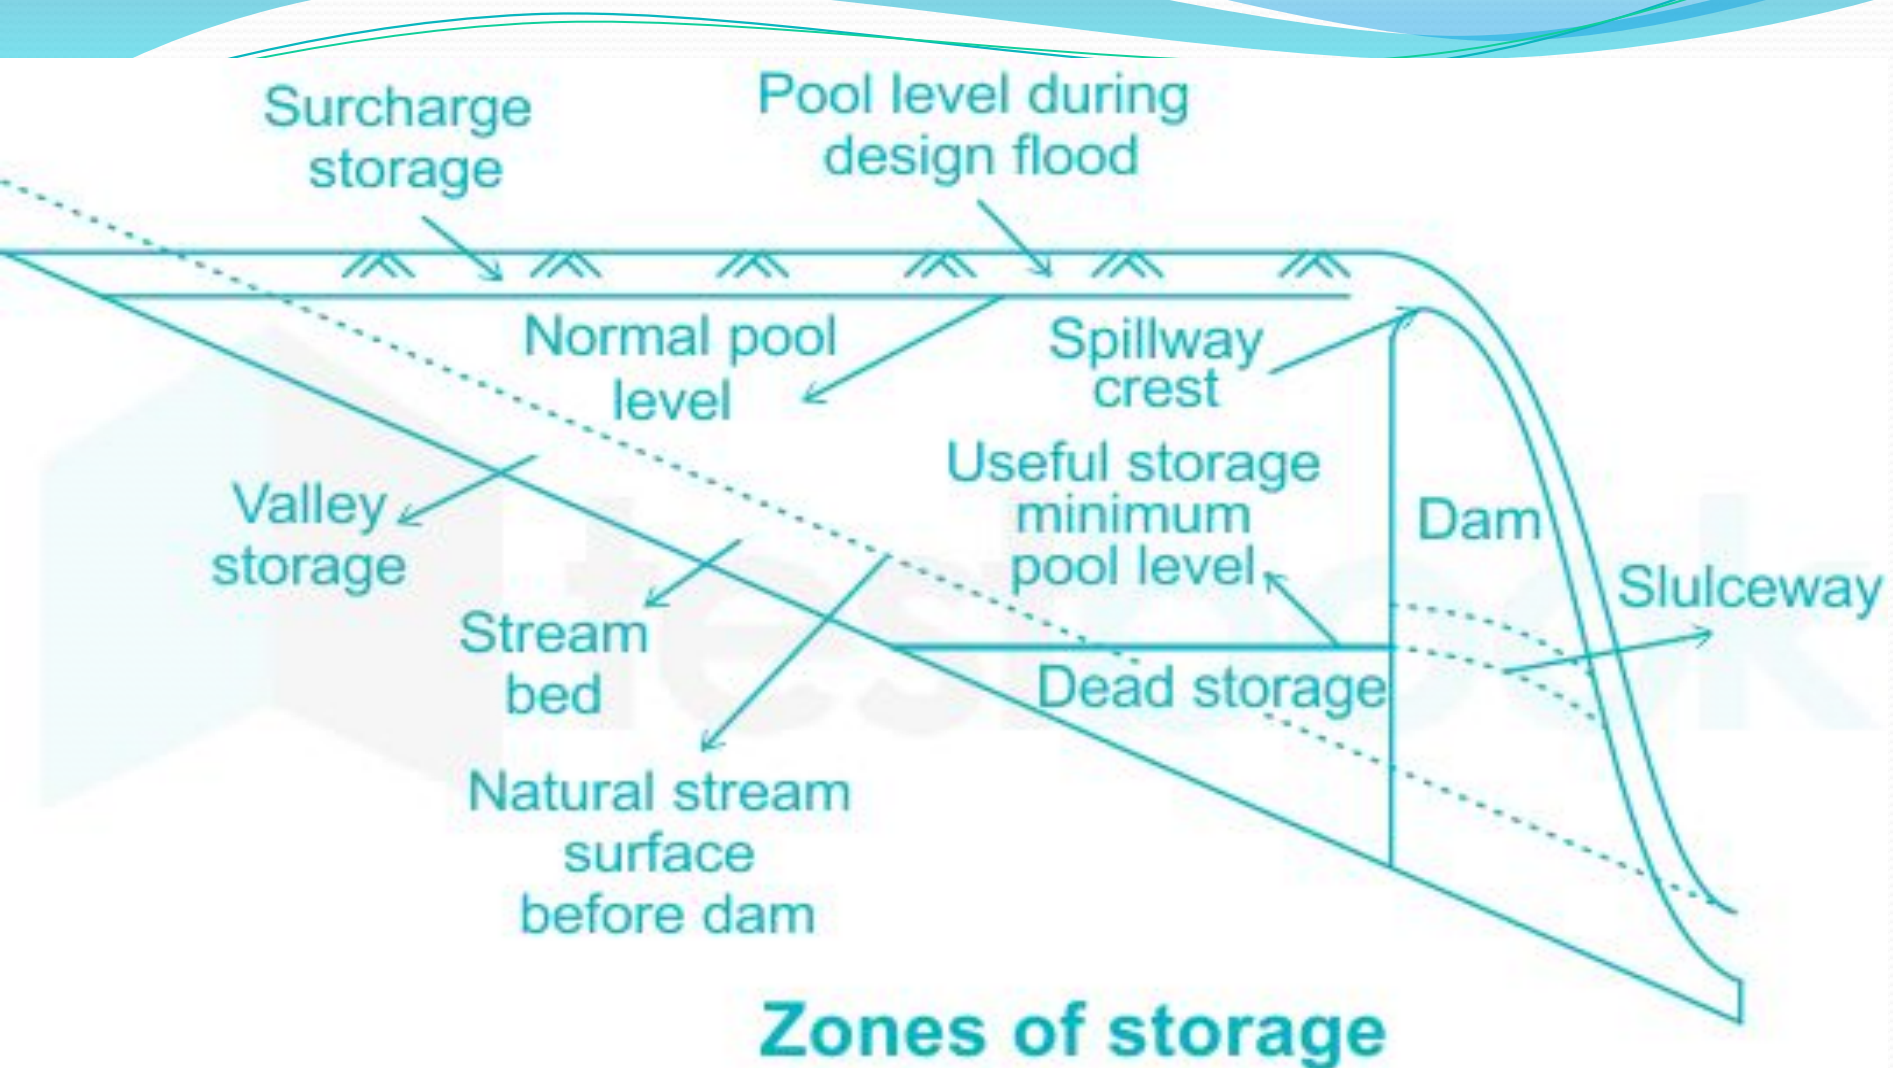 Surcharge
storage
Pool level during
design flood
Normal pool
level
Spillway
crest
Useful storage
minimum
pool level
Valley
storage
Dam
Slulceway
Stream
bed
Dead storage
Natural stream
surface
before dam
Zones of storage
testbook